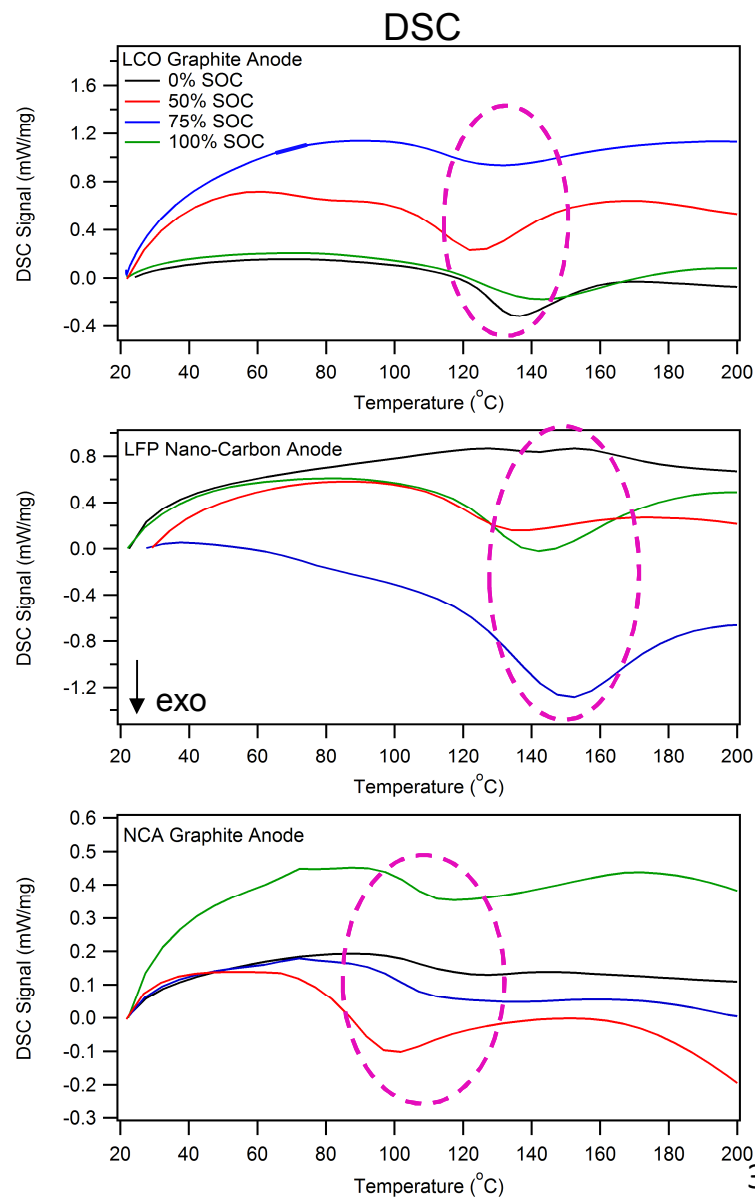 DSC
LCO Graphite Anode
0% SOC
50% SOC
75% SOC
100% SOC
1.6
1.2
0.8
0.4
0.0
-0.4
DSC Signal (mW/mg)
20 40 60 80 100 120 140 160 180 200
Temperature (°C)
LFP Nano-Carbon Anode
0.8
0.4
0.0
-0.4
-0.8
-1.2
DSC Signal (mW/mg)
exo
20 40 60 80 100 120 140 160 180 200
Temperature (°C)
NCA Graphite Anode
0.6
0.5
0.4
0.3
0.2
0.1
0.0
-0.1
-0.2
-0.3
DSC Signal (mW/mg)
20 40 60 80 100 120 140 160 180 200
Temperature (°C)